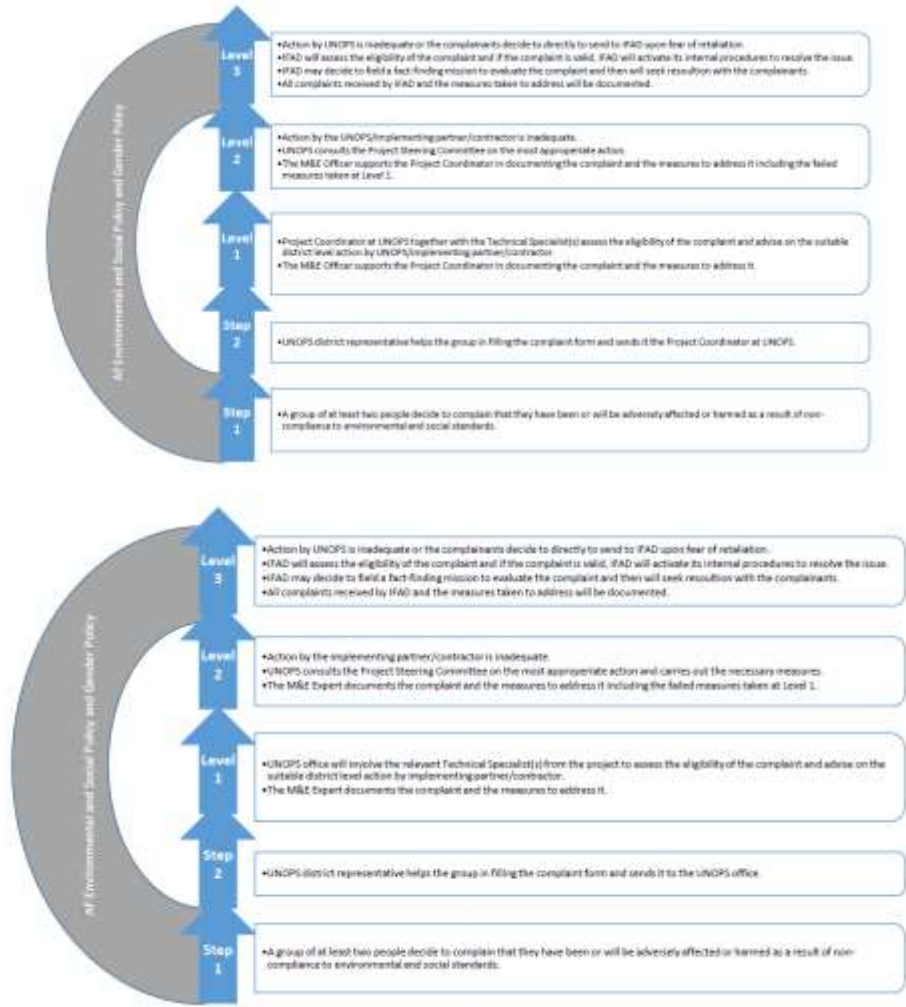 AF Environmental and Social Policy and Gender Policy
Level
3
•Action by UNOPS is inadequate or the complainants decide to directly to send to IFAD upon fear of retaliation.
•IFAD will assess the eligibility of the complaint and if the complaint is valid, IFAD will activate its internal procedures to resolve the issue.
•IFAD may decide to field a fact-finding mission to evaluate the complaint and then will seek resoultion with the complainants.
•All complaints received by IFAD and the measures taken to address will be documented.
Level
2
•Action by the UNOPS/implementing partner/contractor is inadequate.
•UNOPS consults the Project Steering Committee on the most approperiate action.
•The M&E Officer supports the Project Coordinator in documenting the complaint and the measures to address it including the failed
measures taken at Level 1.
Level
1
•Project Coordinator at UNOPS together with the Technical Specialist(s) assess the eligibility of the complaint and advise on the suitable
district level action by UNOPS/implementing partner/contractor
•The M&E Officer supports the Project Coordinator in documenting the complaint and the measures to address it.
Step
2
•UNOPS district representative helps the group in filling the complaint form and sends it the Project Coordinator at UNOPS.
Step
1
•A group of at least two people decide to complain that they have been or will be adversely affected or harmed as a result of non-
compliance to environmental and social standards.
AF Environmental and Social Policy and Gender Policy
Level
3
•Action by UNOPS is inadequate or the complainants decide to directly to send to IFAD upon fear of retaliation.
•IFAD will assess the eligibility of the complaint and if the complaint is valid, IFAD will activate its internal procedures to resolve the issue.
•IFAD may decide to field a fact-finding mission to evaluate the complaint and then will seek resoultion with the complainants.
•All complaints received by IFAD and the measures taken to address will be documented.
Level
2
•Action by the implementing partner/contractor is inadequate.
•UNOPS consults the Project Steering Committee on the most approperiate action and carries out the necessary measures.
•The M&E Expert documents the complaint and the measures to address it including the failed measures taken at Level 1.
Level
1
•UNOPS office will involve the relevant Technical Specialist(s) from the project to assess the eligibility of the complaint and advise on the
suitable district level action by implementing partner/contractor.
•The M&E Expert documents the complaint and the measures to address it.
Step
2
•UNOPS district representative helps the group in filling the complaint form and sends it to the UNOPS office.
Step
1
•A group of at least two people decide to complain that they have been or will be adversely affected or harmed as a result of non-
compliance to environmental and social standards.